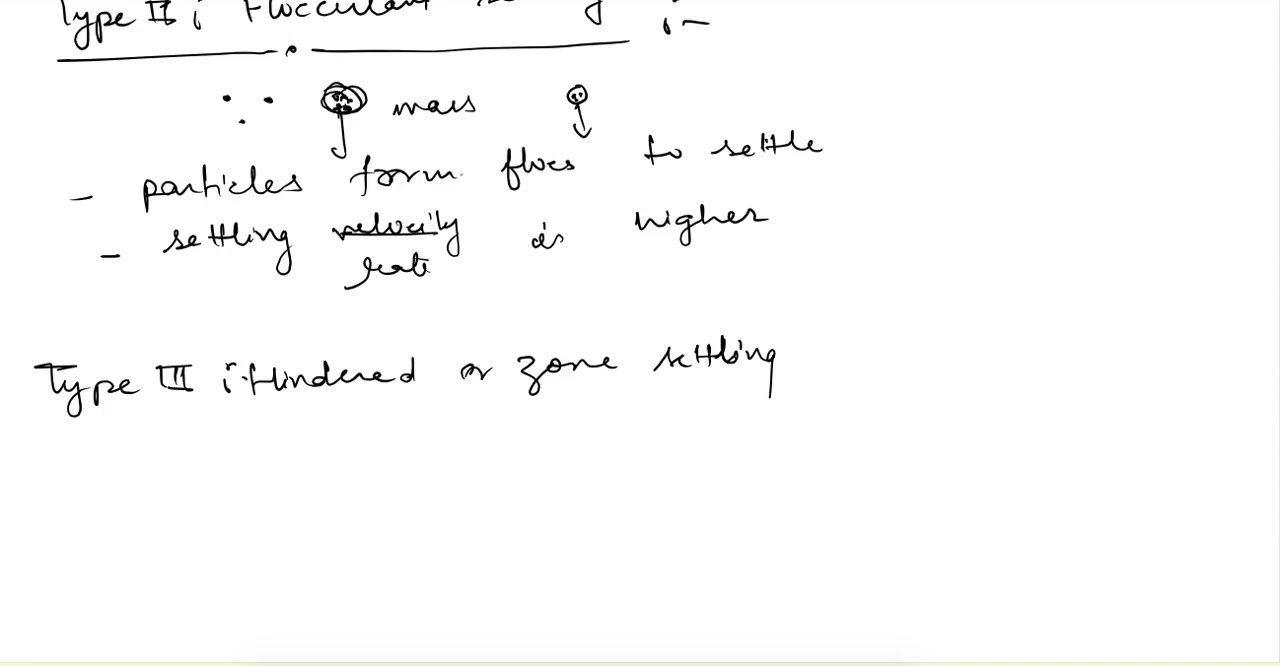 Type II : Flocculant :-
mass
- particles form flocs to settle
- settling velocity is higher
rate
Type III : Hindered or zone settling